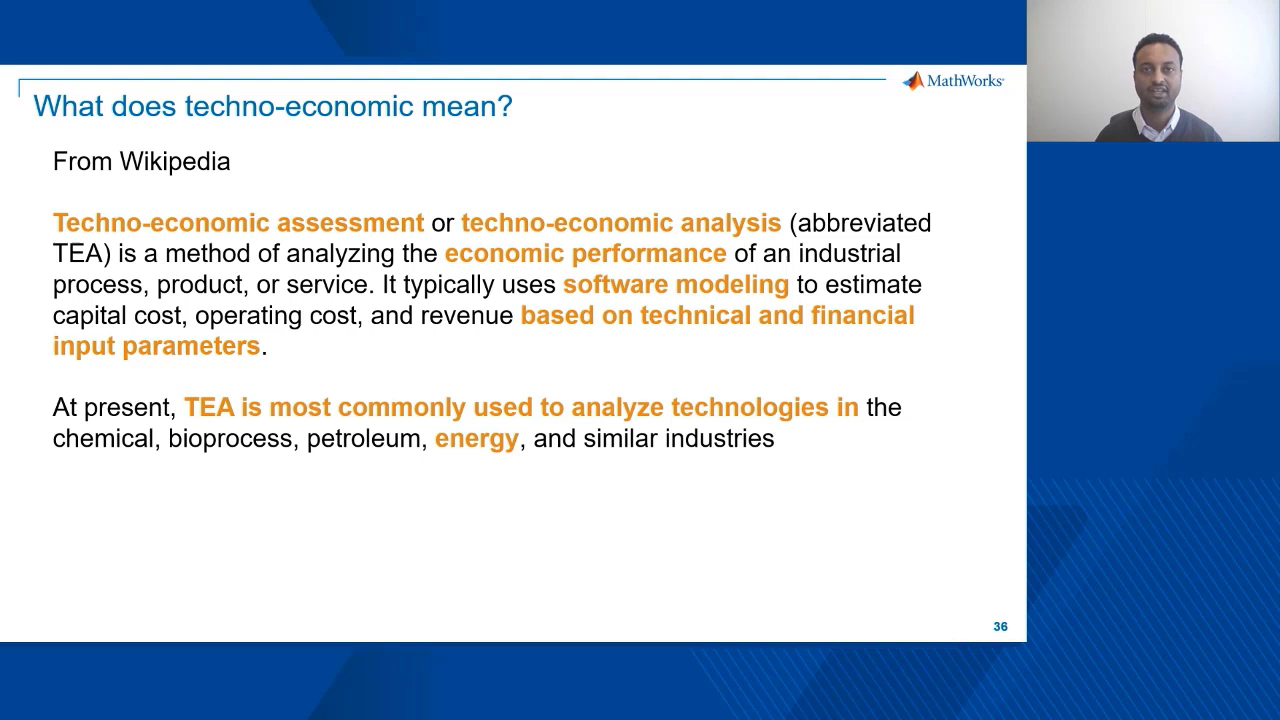 MathWorks
What does techno-economic mean?
From Wikipedia
Techno-economic assessment or techno-economic analysis (abbreviated
TEA) is a method of analyzing the economic performance of an industrial
process, product, or service. It typically uses software modeling to estimate
capital cost, operating cost, and revenue based on technical and financial
input parameters.
At present, TEA is most commonly used to analyze technologies in the
chemical, bioprocess, petroleum, energy, and similar industries
36